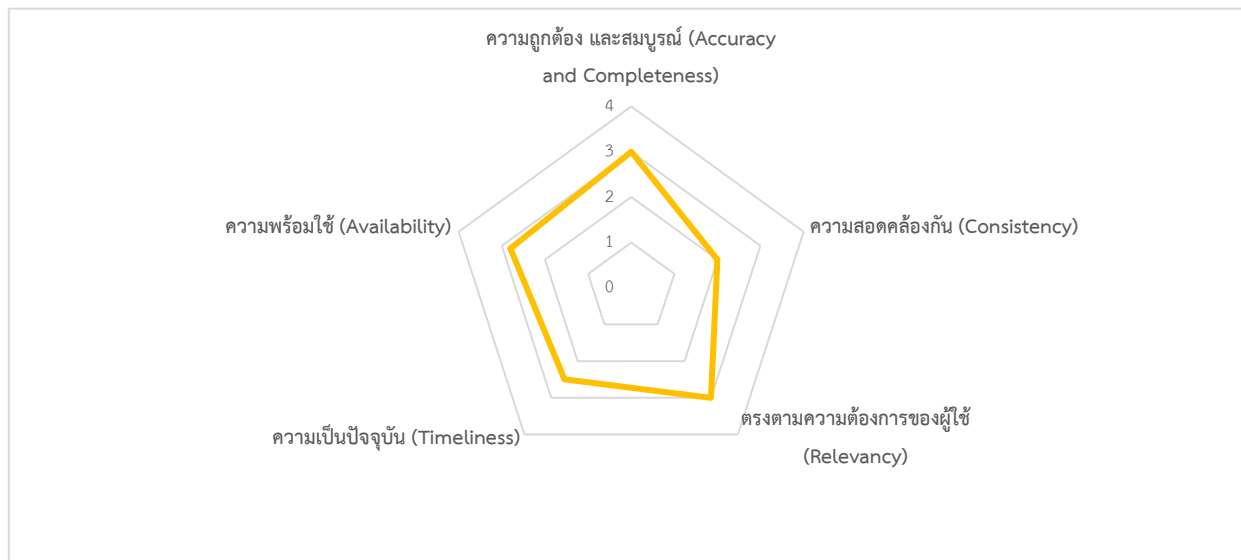 ความถูกต้อง และสมบูรณ์ (Accuracy
and Completeness)
4
3
2
1
0
ความพร้อมใช้ (Availability)
ความสอดคล้องกัน (Consistency)
ความเป็นปัจจุบัน (Timeliness)
ตรงตามความต้องการของผู้ใช้
(Relevancy)